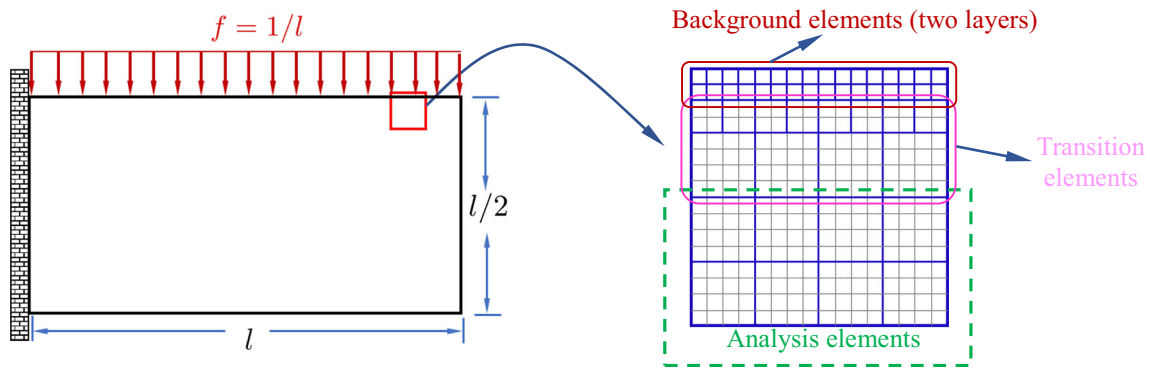 f = 1/l
l/2
l
Background elements (two layers)
Transition
elements
Analysis elements